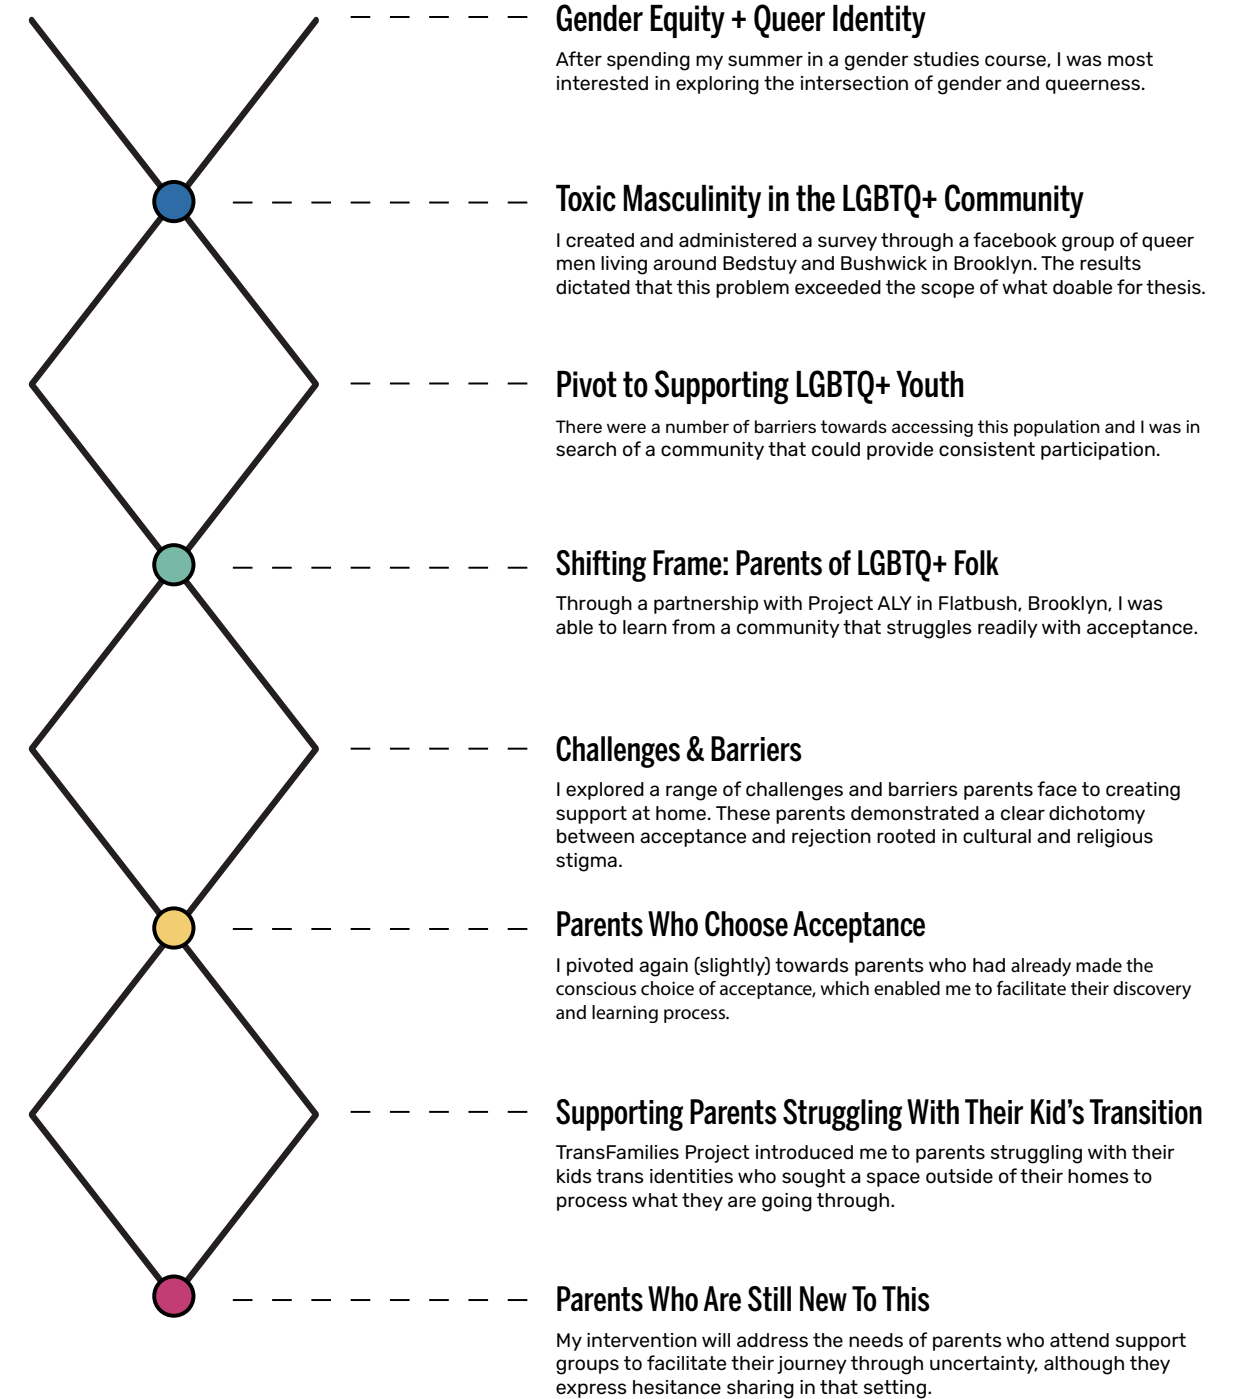 Gender Equity + Queer Identity
After spending my summer in a gender studies course, I was most
interested in exploring the intersection of gender and queerness.
Toxic Masculinity in the LGBTQ+ Community
I created and administered a survey through a facebook group of queer
men living around Bedstuy and Bushwick in Brooklyn. The results
dictated that this problem exceeded the scope of what doable for thesis.
Pivot to Supporting LGBTQ+ Youth
There were a number of barriers towards accessing this population and I was in
search of a community that could provide consistent participation.
Shifting Frame: Parents of LGBTQ+ Folk
Through a partnership with Project ALY in Flatbush, Brooklyn, I was
able to learn from a community that struggles readily with acceptance.
Challenges & Barriers
I explored a range of challenges and barriers parents face to creating
support at home. These parents demonstrated a clear dichotomy
between acceptance and rejection rooted in cultural and religious
stigma.
Parents Who Choose Acceptance
I pivoted again (slightly) towards parents who had already made the
conscious choice of acceptance, which enabled me to facilitate their discovery
and learning process.
Supporting Parents Struggling With Their Kid's Transition
TransFamilies Project introduced me to parents struggling with their
kids trans identities who sought a space outside of their homes to
process what they are going through.
Parents Who Are Still New To This
My intervention will address the needs of parents who attend support
groups to facilitate their journey through uncertainty, although they
express hesitance sharing in that setting.